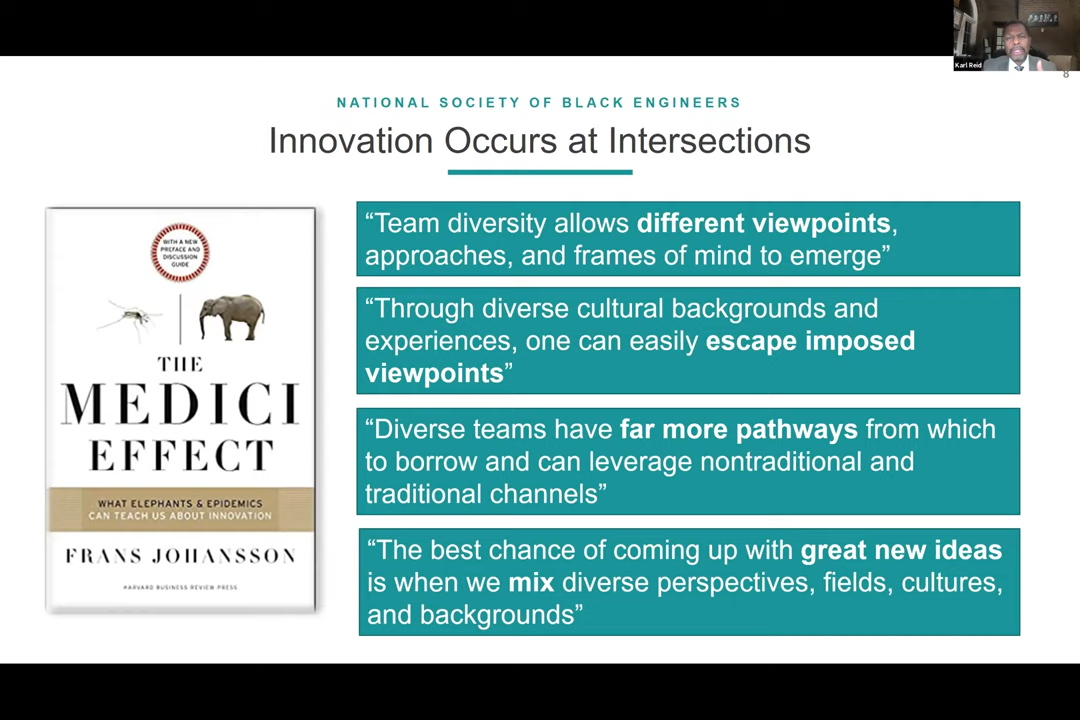 Karl Reid
8
NATIONAL SOCIETY OF BLACK ENGINEERS
Innovation Occurs at Intersections
WITH A NEW
PREFACE AND
DISCUSSION
GUIDE
THE
MEDICI
EFFECT
WHAT ELEPHANTS & EPIDEMICS
CAN TEACH US ABOUT INNOVATION
FRANS JOHANSSON
HARVARD BUSINESS REVIEW PRESS
“Team diversity allows different viewpoints,
approaches, and frames of mind to emerge”
“Through diverse cultural backgrounds and
experiences, one can easily escape imposed
viewpoints”
“Diverse teams have far more pathways from which
to borrow and can leverage nontraditional and
traditional channels”
“The best chance of coming up with great new ideas
is when we mix diverse perspectives, fields, cultures,
and backgrounds”